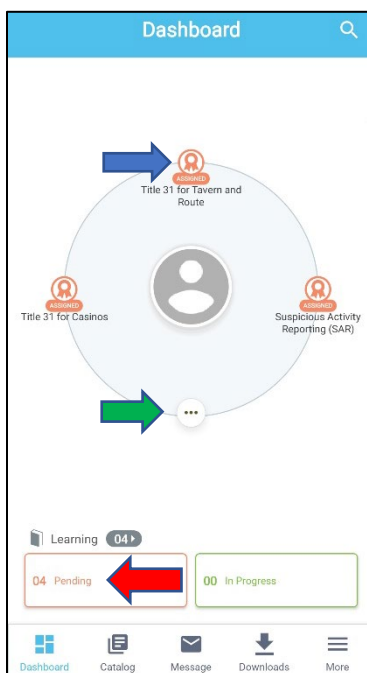 Dashboard
ASSIGNED
Title 31 for Tavern and
Route
ASSIGNED
Title 31 for Casinos
ASSIGNED
Suspicious Activity
Reporting (SAR)
Learning 04
04 Pending
00 In Progress
Dashboard Catalog Message Downloads More